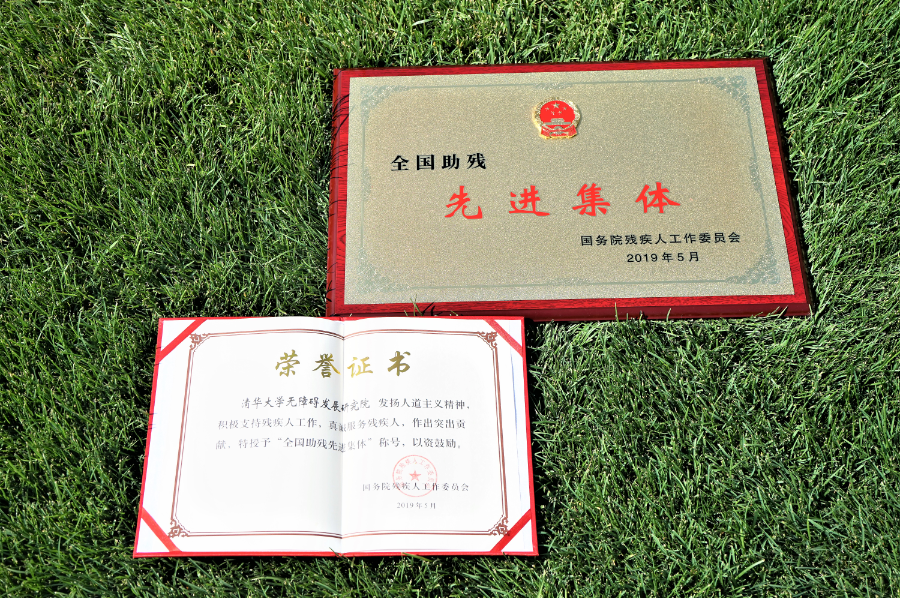 全国助残
先进集体
国务院残疾人工作委员会
2019年5月
荣誉证书
清华大学无障碍发展研究院 发扬人道主义精神，
积极支持残疾人工作，真诚服务残疾人，作出突出贡
献，特授予“全国助残先进集体”称号，以资鼓励。
国务院残疾人工作委员会
2019年5月